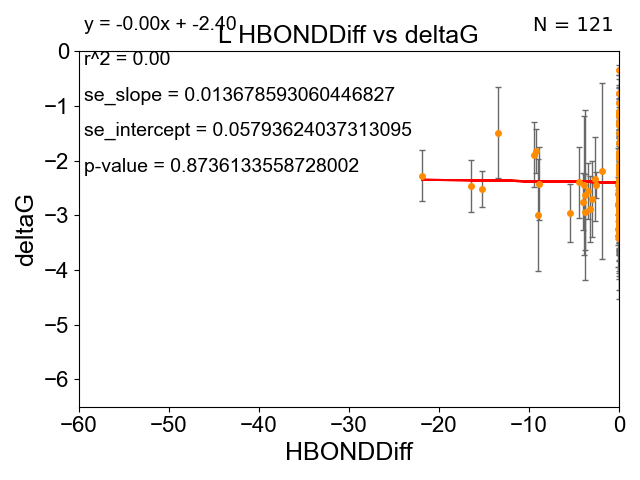 y = -0.00x + -2.40
N = 121
L HBONDDiff vs deltaG
r^2 = 0.00
se_slope = 0.013678593060446827
se_intercept = 0.05793624037313095
p-value = 0.8736133558728002
deltaG
0
−1
−2
−3
−4
−5
−6
−60
−50
−40
−30
−20
−10
0
HBONDDiff